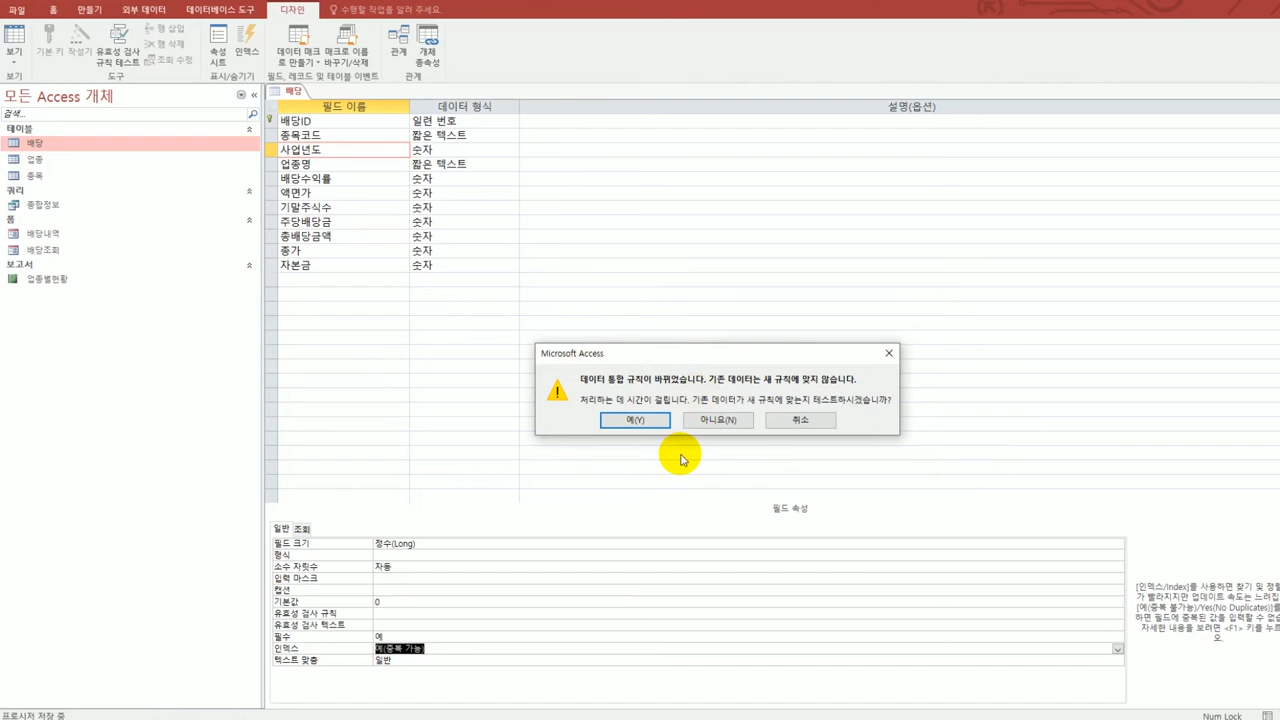 파일 홈 만들기 외부 데이터 데이터베이스 도구 디자인 수행할 작업을 알려 주세요.
보기
기본 키
작성기
유효성 검사
규칙 테스트
행 삽입
행 삭제
조회 수정
속성
시트
인덱스
데이터 매크
로 만들기
매크로 이름
바꾸기/삭제
관계
개체
종속성
보기 도구 표시/숨기기 필드, 레코드 및 테이블 이벤트 관계
모든 Access 개체
검색...
테이블
배당
업종
종목
쿼리
종합정보
폼
배당내역
배당조회
보고서
업종별현황
배당
필드 이름 데이터 형식 설명(옵션)
배당ID 일련 번호
종목코드 짧은 텍스트
사업년도 숫자
업종명 짧은 텍스트
배당수익률 숫자
액면가 숫자
기말주식수 숫자
주당배당금 숫자
총배당금액 숫자
종가 숫자
자본금 숫자
Microsoft Access
데이터 통합 규칙이 바뀌었습니다. 기존 데이터는 새 규칙에 맞지 않습니다.
처리하는 데 시간이 걸립니다. 기존 데이터가 새 규칙에 맞는지 테스트하시겠습니까?
예(Y) 아니요(N) 취소
필드 속성
일반 조회
필드 크기 정수(Long)
형식
소수 자릿수 자동
입력 마스크
캡션
기본값 0
유효성 검사 규칙
유효성 검사 텍스트
필수 예
인덱스 예(중복 가능)
텍스트 맞춤 일반
[인덱스/Index]를 사용하면 찾기 및 정렬
가 빨라지지만 업데이트 속도는 느려집
[예(중복 불가능)/Yes(No Duplicates)]를
하면 필드에 중복된 값을 입력할 수 없습
자세한 내용을 보려면 <F1> 키를 누르
오.
프로시저 저장 중 Num Lock